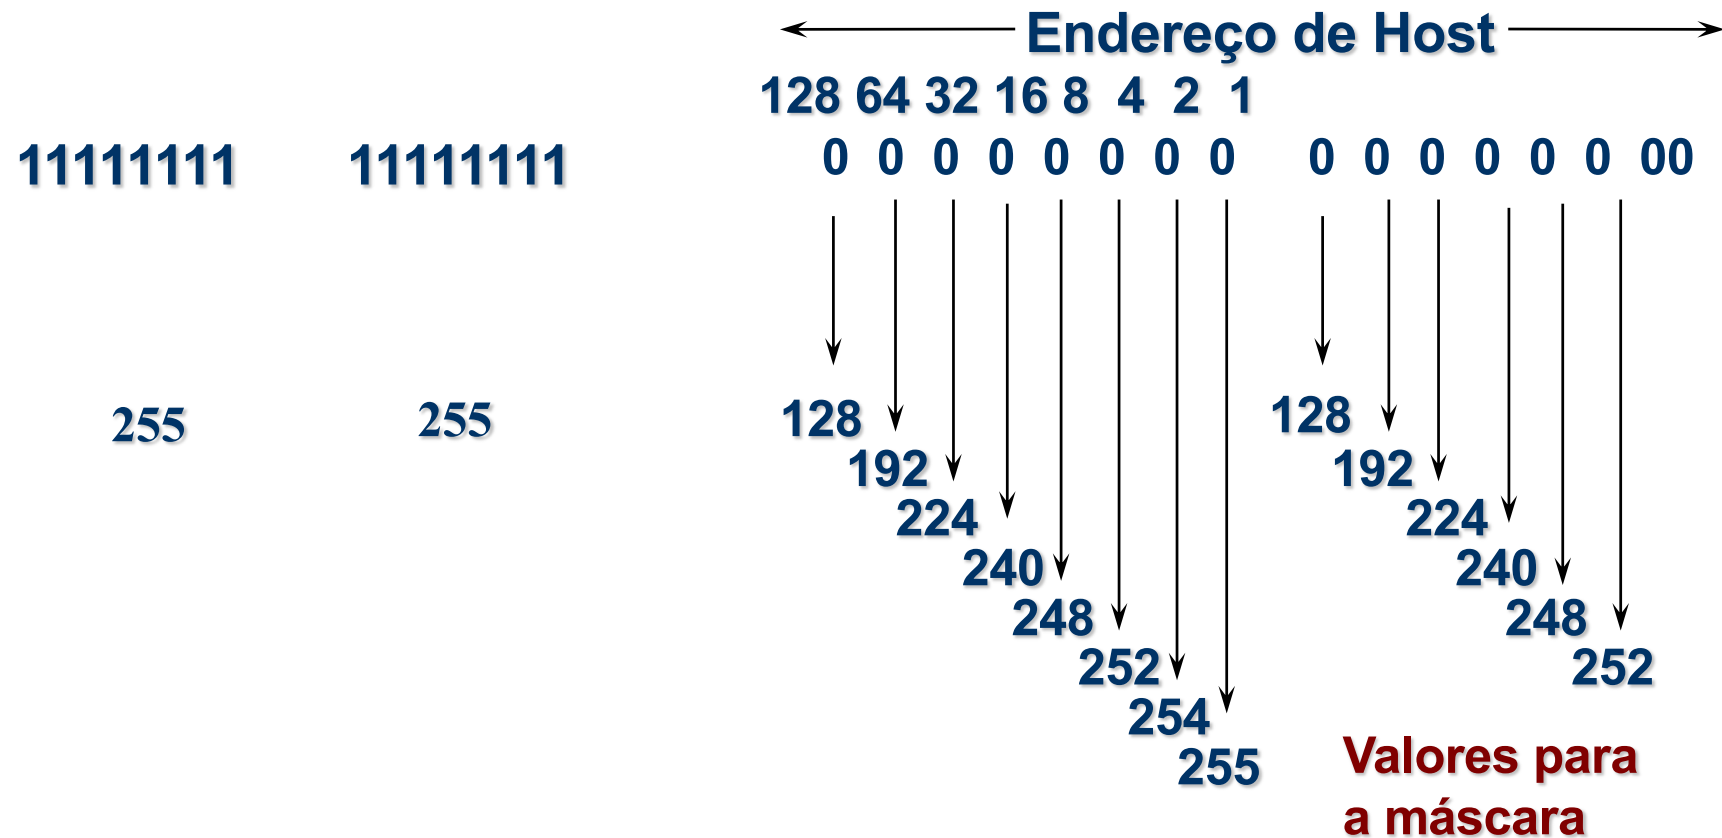 Endereço de Host
128 64 32 16 8 4 2 1
11111111 11111111 0 0 0 0 0 0 0 0 0 0 0 0 0 0 00
255 255 128 128
192 192
224 224
240 240
248 248
252 252
254
255
Valores para
a máscara